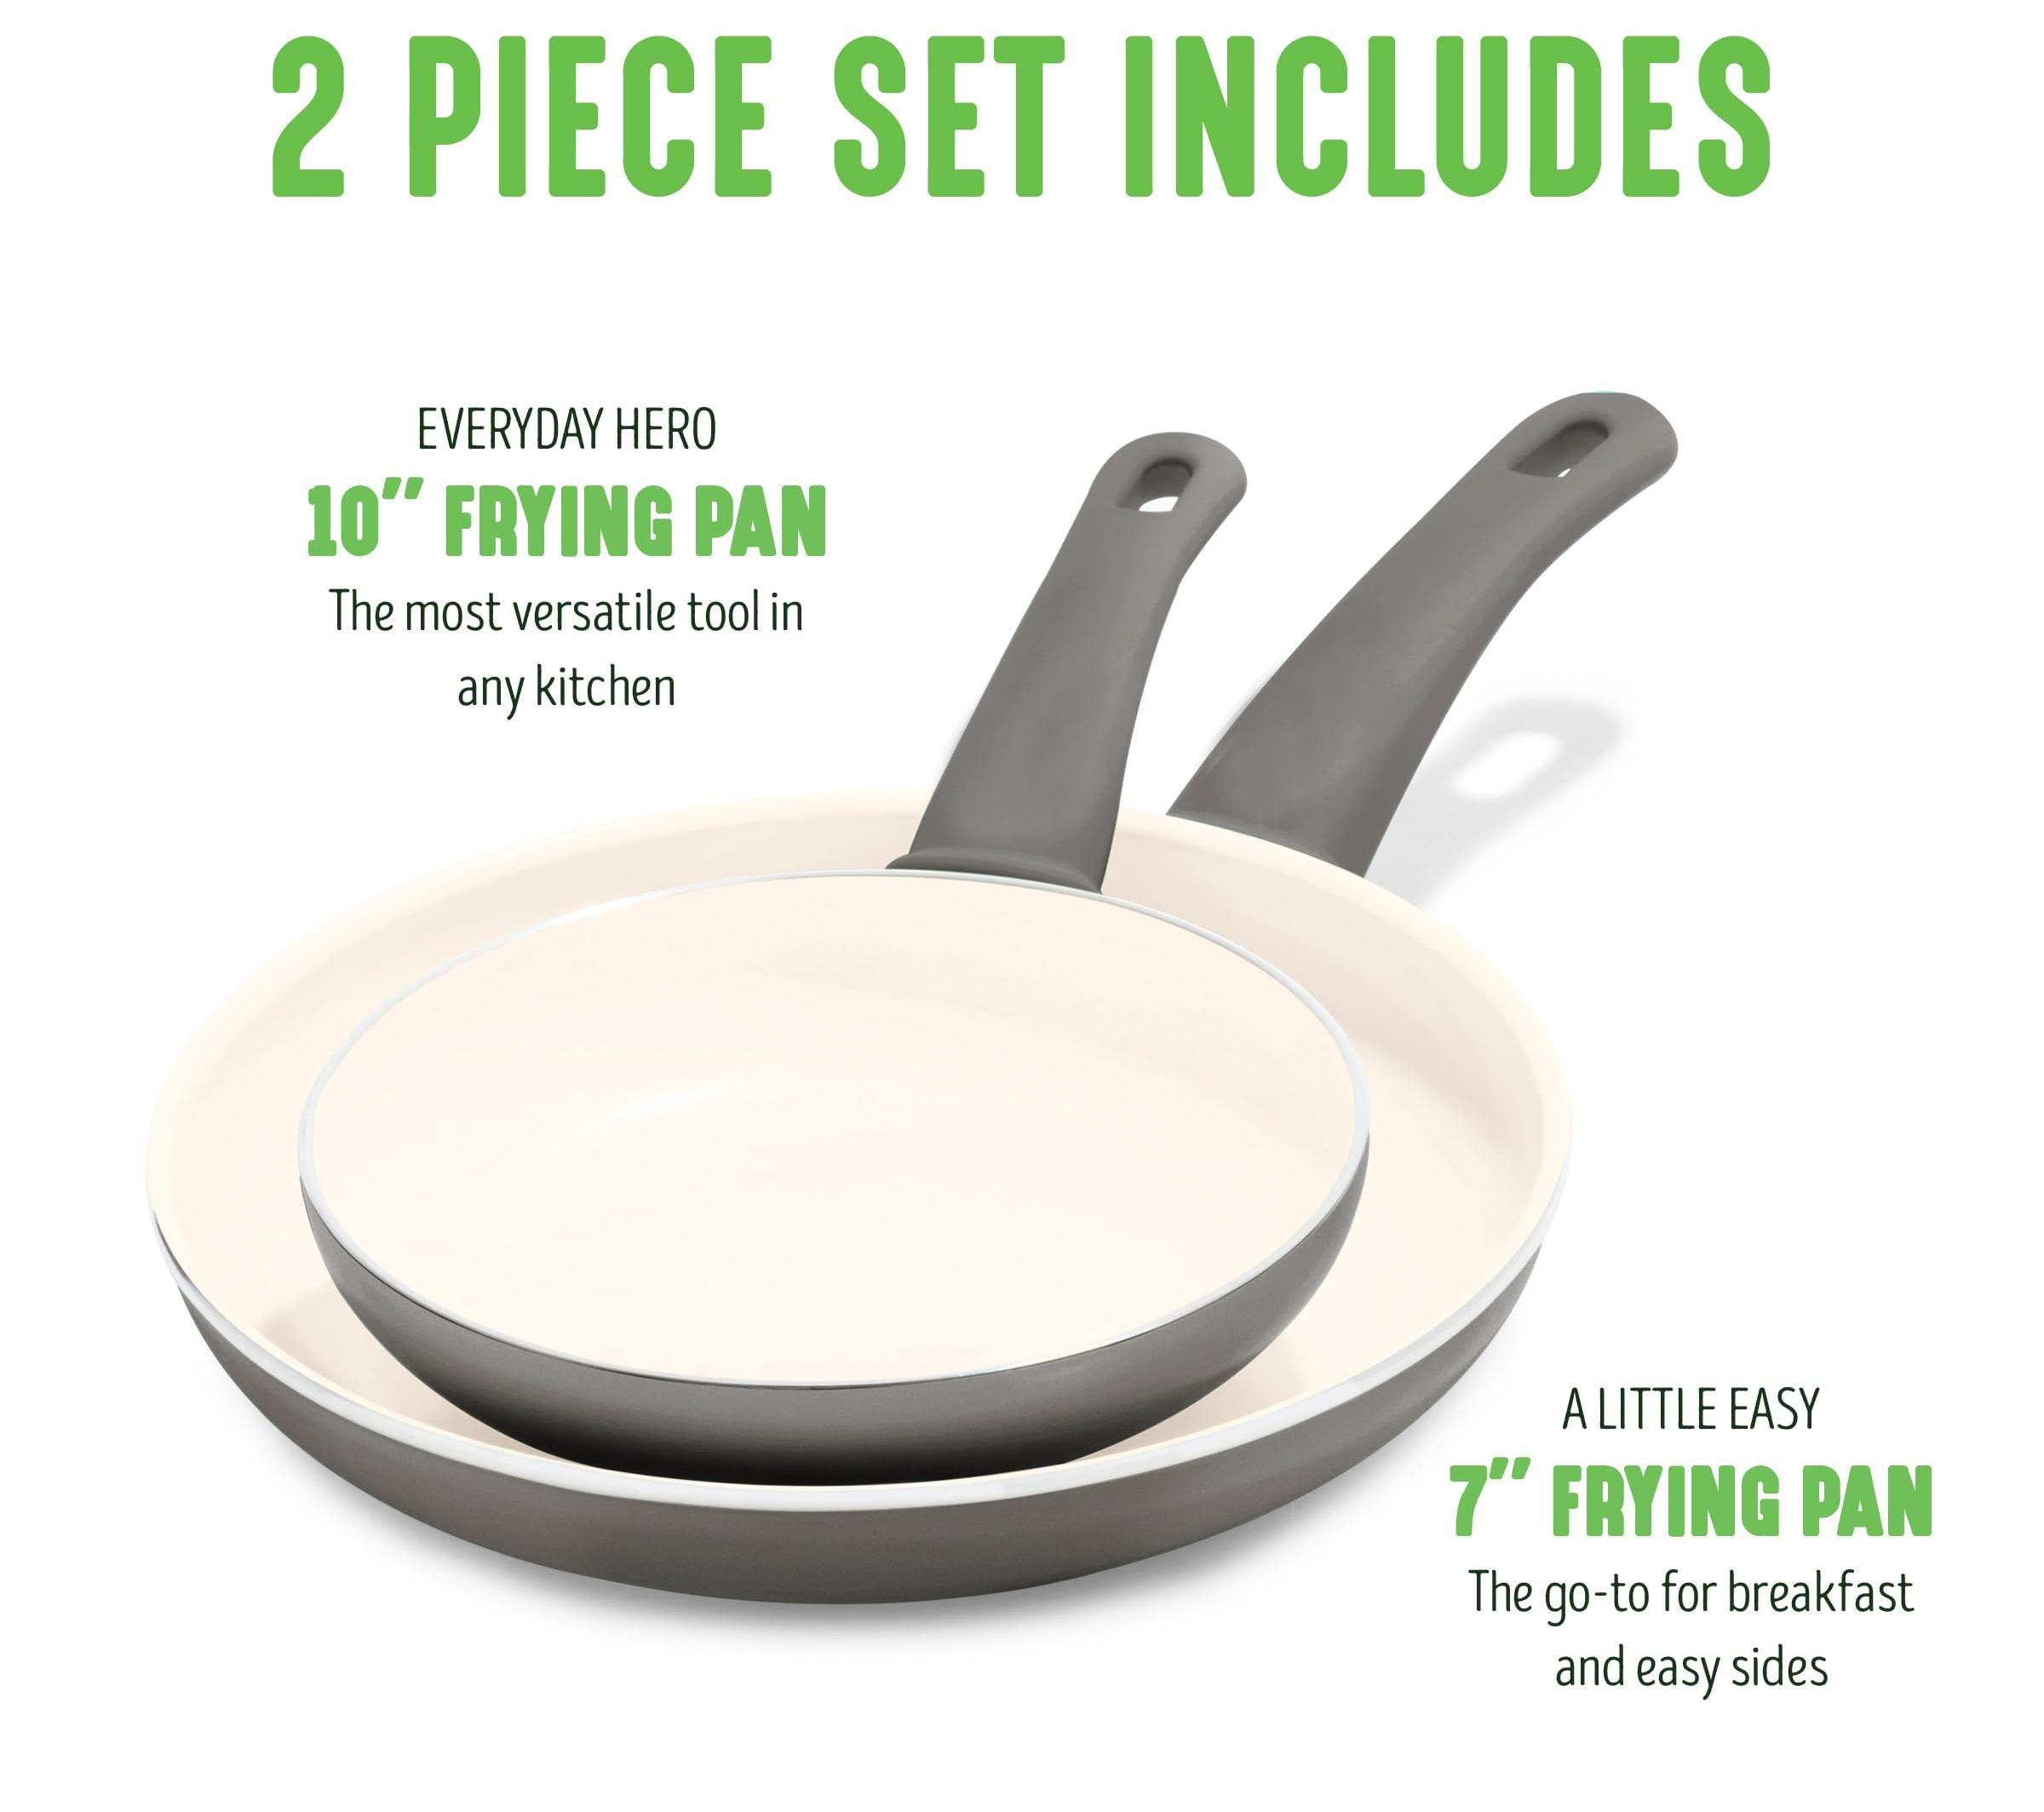 2 PIECE SET INCLUDES
EVERYDAY HERO
10” FRYING PAN
The most versatile tool in
any kitchen
A LITTLE EASY
7” FRYING PAN
The go-to for breakfast
and easy sides